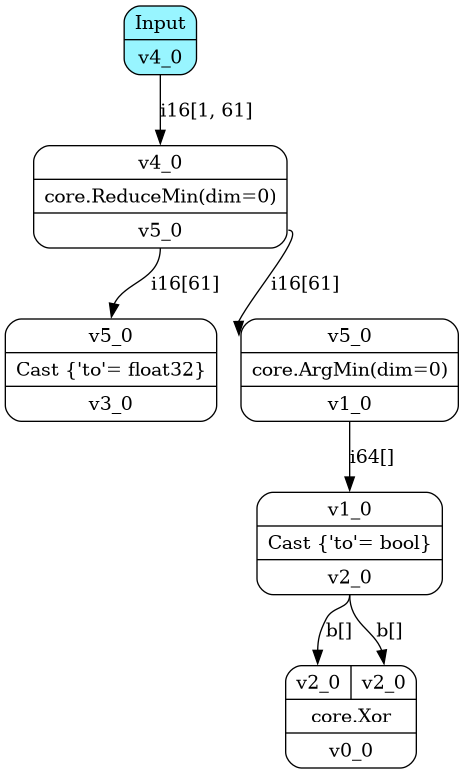 Input
v4_0
i16[1, 61]
v4_0
core.ReduceMin(dim=0)
v5_0
i16[61]
i16[61]
v5_0
Cast {'to'= float32}
v3_0
v5_0
core.ArgMin(dim=0)
v1_0
i64[]
v1_0
Cast {'to'= bool}
v2_0
b[]
b[]
v2_0
v2_0
core.Xor
v0_0